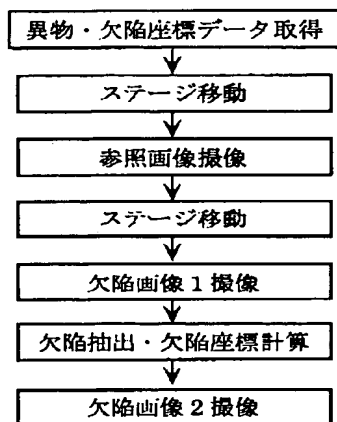 異物・欠陥座標データ取得
ステージ移動
参照画像撮像
ステージ移動
欠陥画像1撮像
欠陥抽出・欠陥座標計算
欠陥画像2撮像